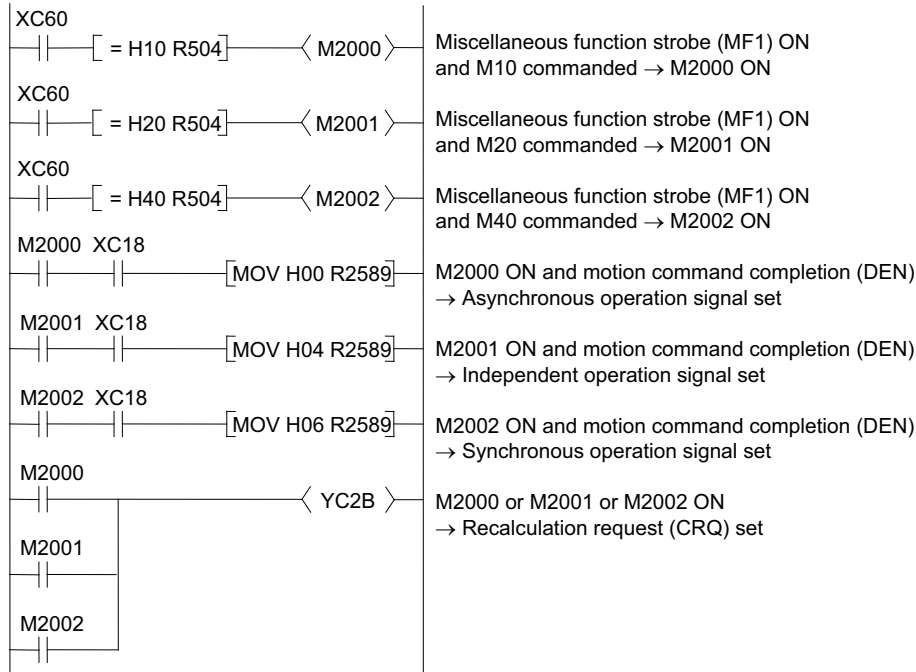 XC60
= H10 R504 M2000
Miscellaneous function strobe (MF1) ON
and M10 commanded → M2000 ON
XC60
= H20 R504 M2001
Miscellaneous function strobe (MF1) ON
and M20 commanded → M2001 ON
XC60
= H40 R504 M2002
Miscellaneous function strobe (MF1) ON
and M40 commanded → M2002 ON
M2000 XC18
MOV H00 R2589
M2000 ON and motion command completion (DEN)
→ Asynchronous operation signal set
M2001 XC18
MOV H04 R2589
M2001 ON and motion command completion (DEN)
→ Independent operation signal set
M2002 XC18
MOV H06 R2589
M2002 ON and motion command completion (DEN)
→ Synchronous operation signal set
M2000
YC2B
M2000 or M2001 or M2002 ON
→ Recalculation request (CRQ) set
M2001
M2002